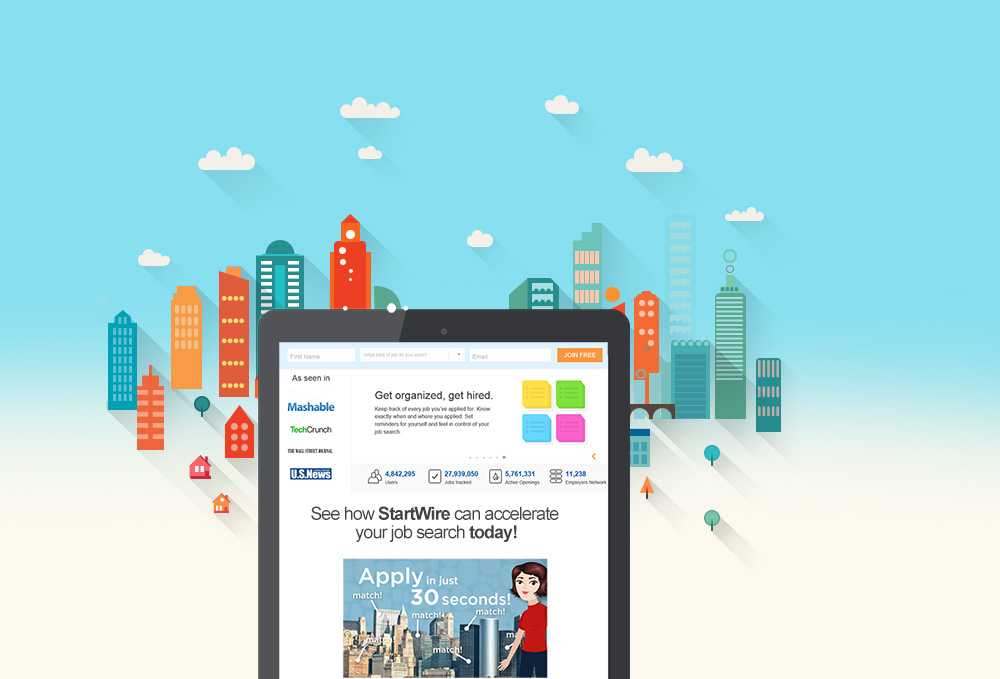 First Name
What kind of job do you want?
Email
JOIN FREE
As seen in
Mashable
TechCrunch
THE WALL STREET JOURNAL
U.S.News
Get organized, get hired.
Keep track of every job you've applied for. Know
exactly when and where you applied. Set
reminders for yourself and feel in control of your
job search.
4,842,295
Users
27,939,050
Jobs tracked
5,761,331
Active Openings
11,238
Employers Network
See how StartWire can accelerate
your job search today!
Apply in just
30 seconds!
match!
match!
match!
match!
match!
ma